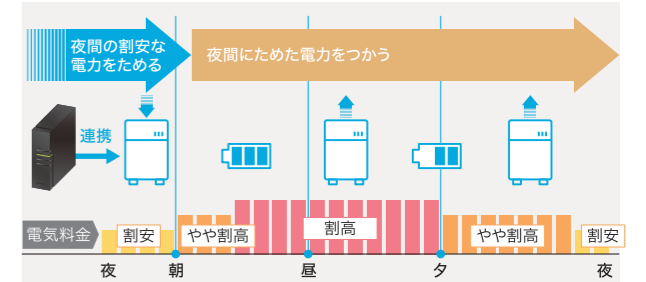 夜間の割安な
電力をためる
夜間にためた電力をつかう
連携
電気料金
割安
やや割高
割高
やや割高
割安
夜
朝
昼
夕
夜